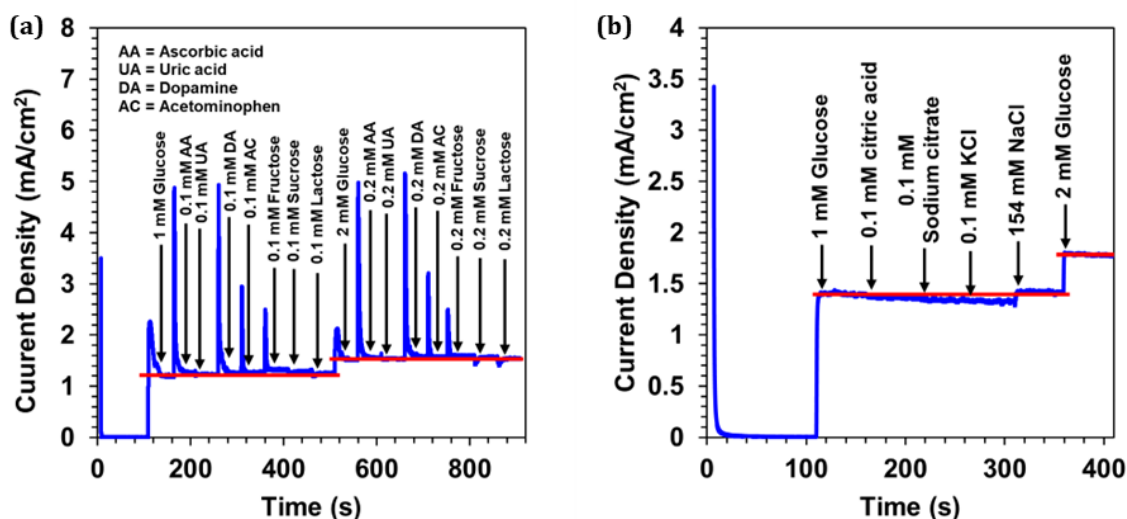 (a)
Cuurent Density (mA/cm2)
8
7
6
5
4
3
2
1
0
AA = Ascorbic acid
UA = Uric acid
DA = Dopamine
AC = Acetominophen
1 mM Glucose
0.1 mM AA
0.1 mM UA
0.1 mM DA
0.1 mM AC
0.1 mM Fructose
0.1 mM Sucrose
0.1 mM Lactose
2 mM Glucose
0.2 mM AA
0.2 mM UA
0.2 mM DA
0.2 mM AC
0.2 mM Fructose
0.2 mM Sucrose
0.2 mM Lactose
0 200 400 600 800
Time (s)
(b)
Current Density (mA/cm2)
4
3.5
3
2.5
2
1.5
1
0.5
0
1 mM Glucose
0.1 mM citric acid
0.1 mM
Sodium citrate
0.1 mM KCl
154 mM NaCl
2 mM Glucose
0 100 200 300 400
Time (s)